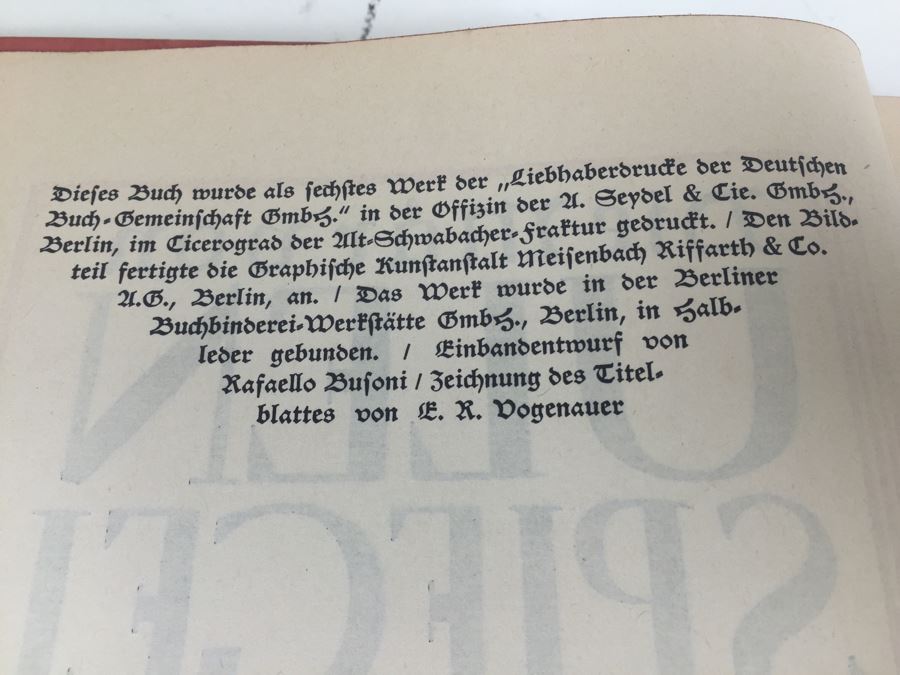 Dieses Buch wurde als sechstes Werk der „Liebhaberdrucke der Deutschen
Buch-Gemeinschaft GmbH.“ in der Offizin der A. Seydel & Cie. GmbH.,
Berlin, im Cicerograd der Alt-Schwabacher-Fraktur gedruckt. / Den Bild-
teil fertigte die Graphische Kunstanstalt Meisenbach Riffarth & Co.
A.G., Berlin, an. / Das Werk wurde in der Berliner
Buchbinderei-Werkstätte GmbH., Berlin, in Halb-
leder gebunden. / Einbandentwurf von
Rafaello Busoni / Zeichnung des Titel-
blattes von E. R. Vogenauer
ULEN
SPIEGEL